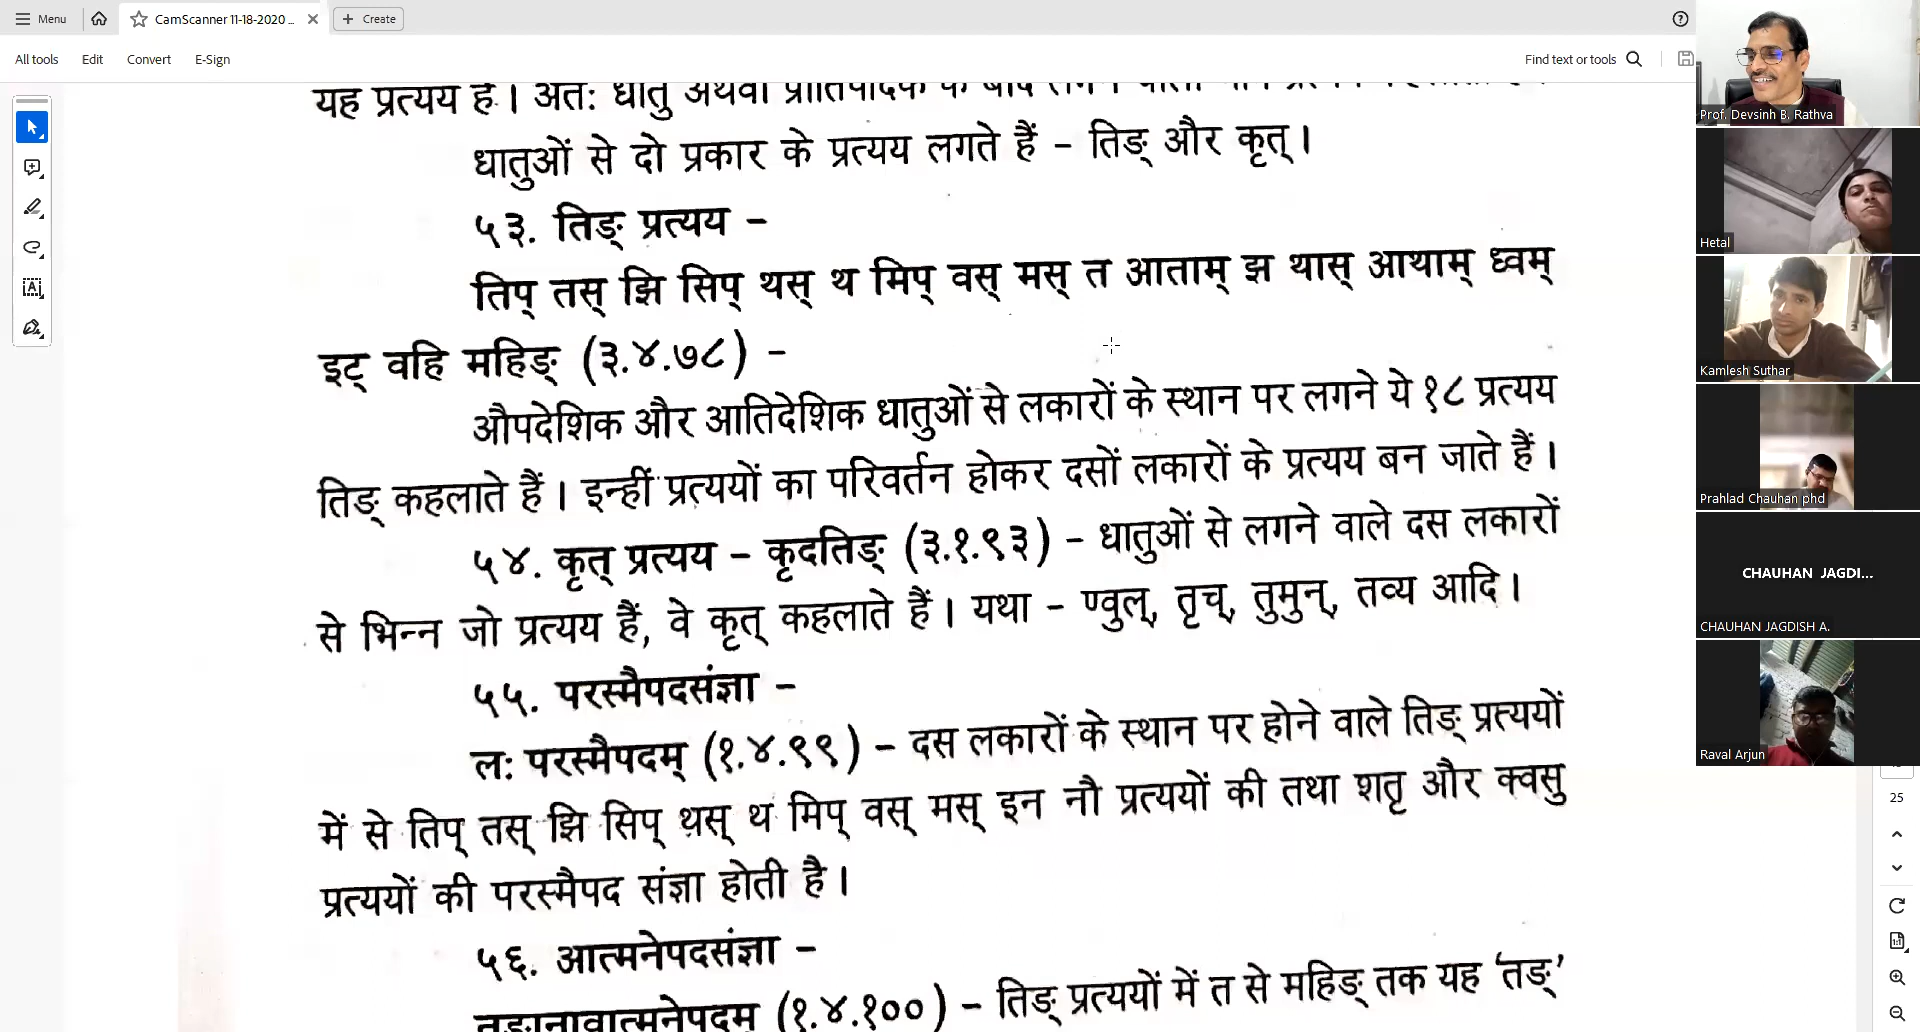 Menu
CamScanner 11-18-2020 ...
Create
All tools
Edit
Convert
E-Sign
Find text or tools
यह प्रत्यय है। अतः धातु अथवा प्रातिपदिक के बाद
धातुओं से दो प्रकार के प्रत्यय लगते हैं - तिङ् और कृत्।
५३. तिङ् प्रत्यय -
तिप् तस् झि सिप् थस् थ मिप् वस् मस् त आताम् झ थास् आथाम् ध्वम्
इट् वहि महिङ् (३.४.७८) -
औपदेशिक और आतिदेशिक धातुओं से लकारों के स्थान पर लगने ये १८ प्रत्यय
तिङ् कहलाते हैं। इन्हीं प्रत्ययों का परिवर्तन होकर दसों लकारों के प्रत्यय बन जाते हैं।
५४. कृत् प्रत्यय - कृदतिङ् (३.१.९३) - धातुओं से लगने वाले दस लकारों
से भिन्न जो प्रत्यय हैं, वे कृत् कहलाते हैं। यथा - ण्वुल्, तृच्, तुमुन्, तव्य आदि।
५५. परस्मैपदसंज्ञा -
लः परस्मैपदम् (१.४.९९) - दस लकारों के स्थान पर होने वाले तिङ् प्रत्ययों
में से तिप् तस् झि सिप् थस् थ मिप् वस् मस् इन नौ प्रत्ययों की तथा शतृ और क्वसु
प्रत्ययों की परस्मैपद संज्ञा होती है।
५६. आत्मनेपदसंज्ञा -
तङानावात्मनेपदम् (१.४.१००) - तिङ् प्रत्ययों में त से महिङ् तक यह 'तङ्'
Prof. Devsinh B. Rathva
Hetal
Kamlesh Suthar
Prahlad Chauhan phd
CHAUHAN JAGDI...
CHAUHAN JAGDISH A.
Raval Arjun
25